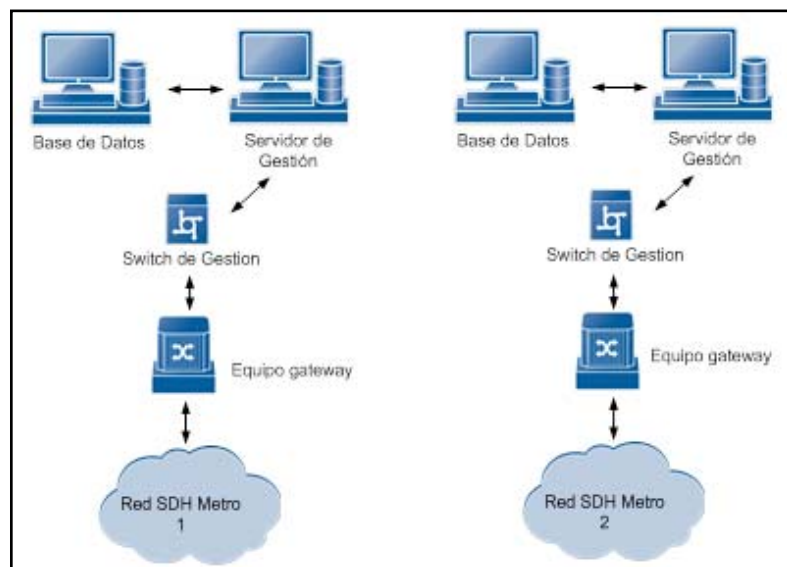 Base de Datos
Servidor de
Gestión
Switch de Gestion
Equipo gateway
Red SDH Metro
1
Base de Datos
Servidor de
Gestión
Switch de Gestion
Equipo gateway
Red SDH Metro
2